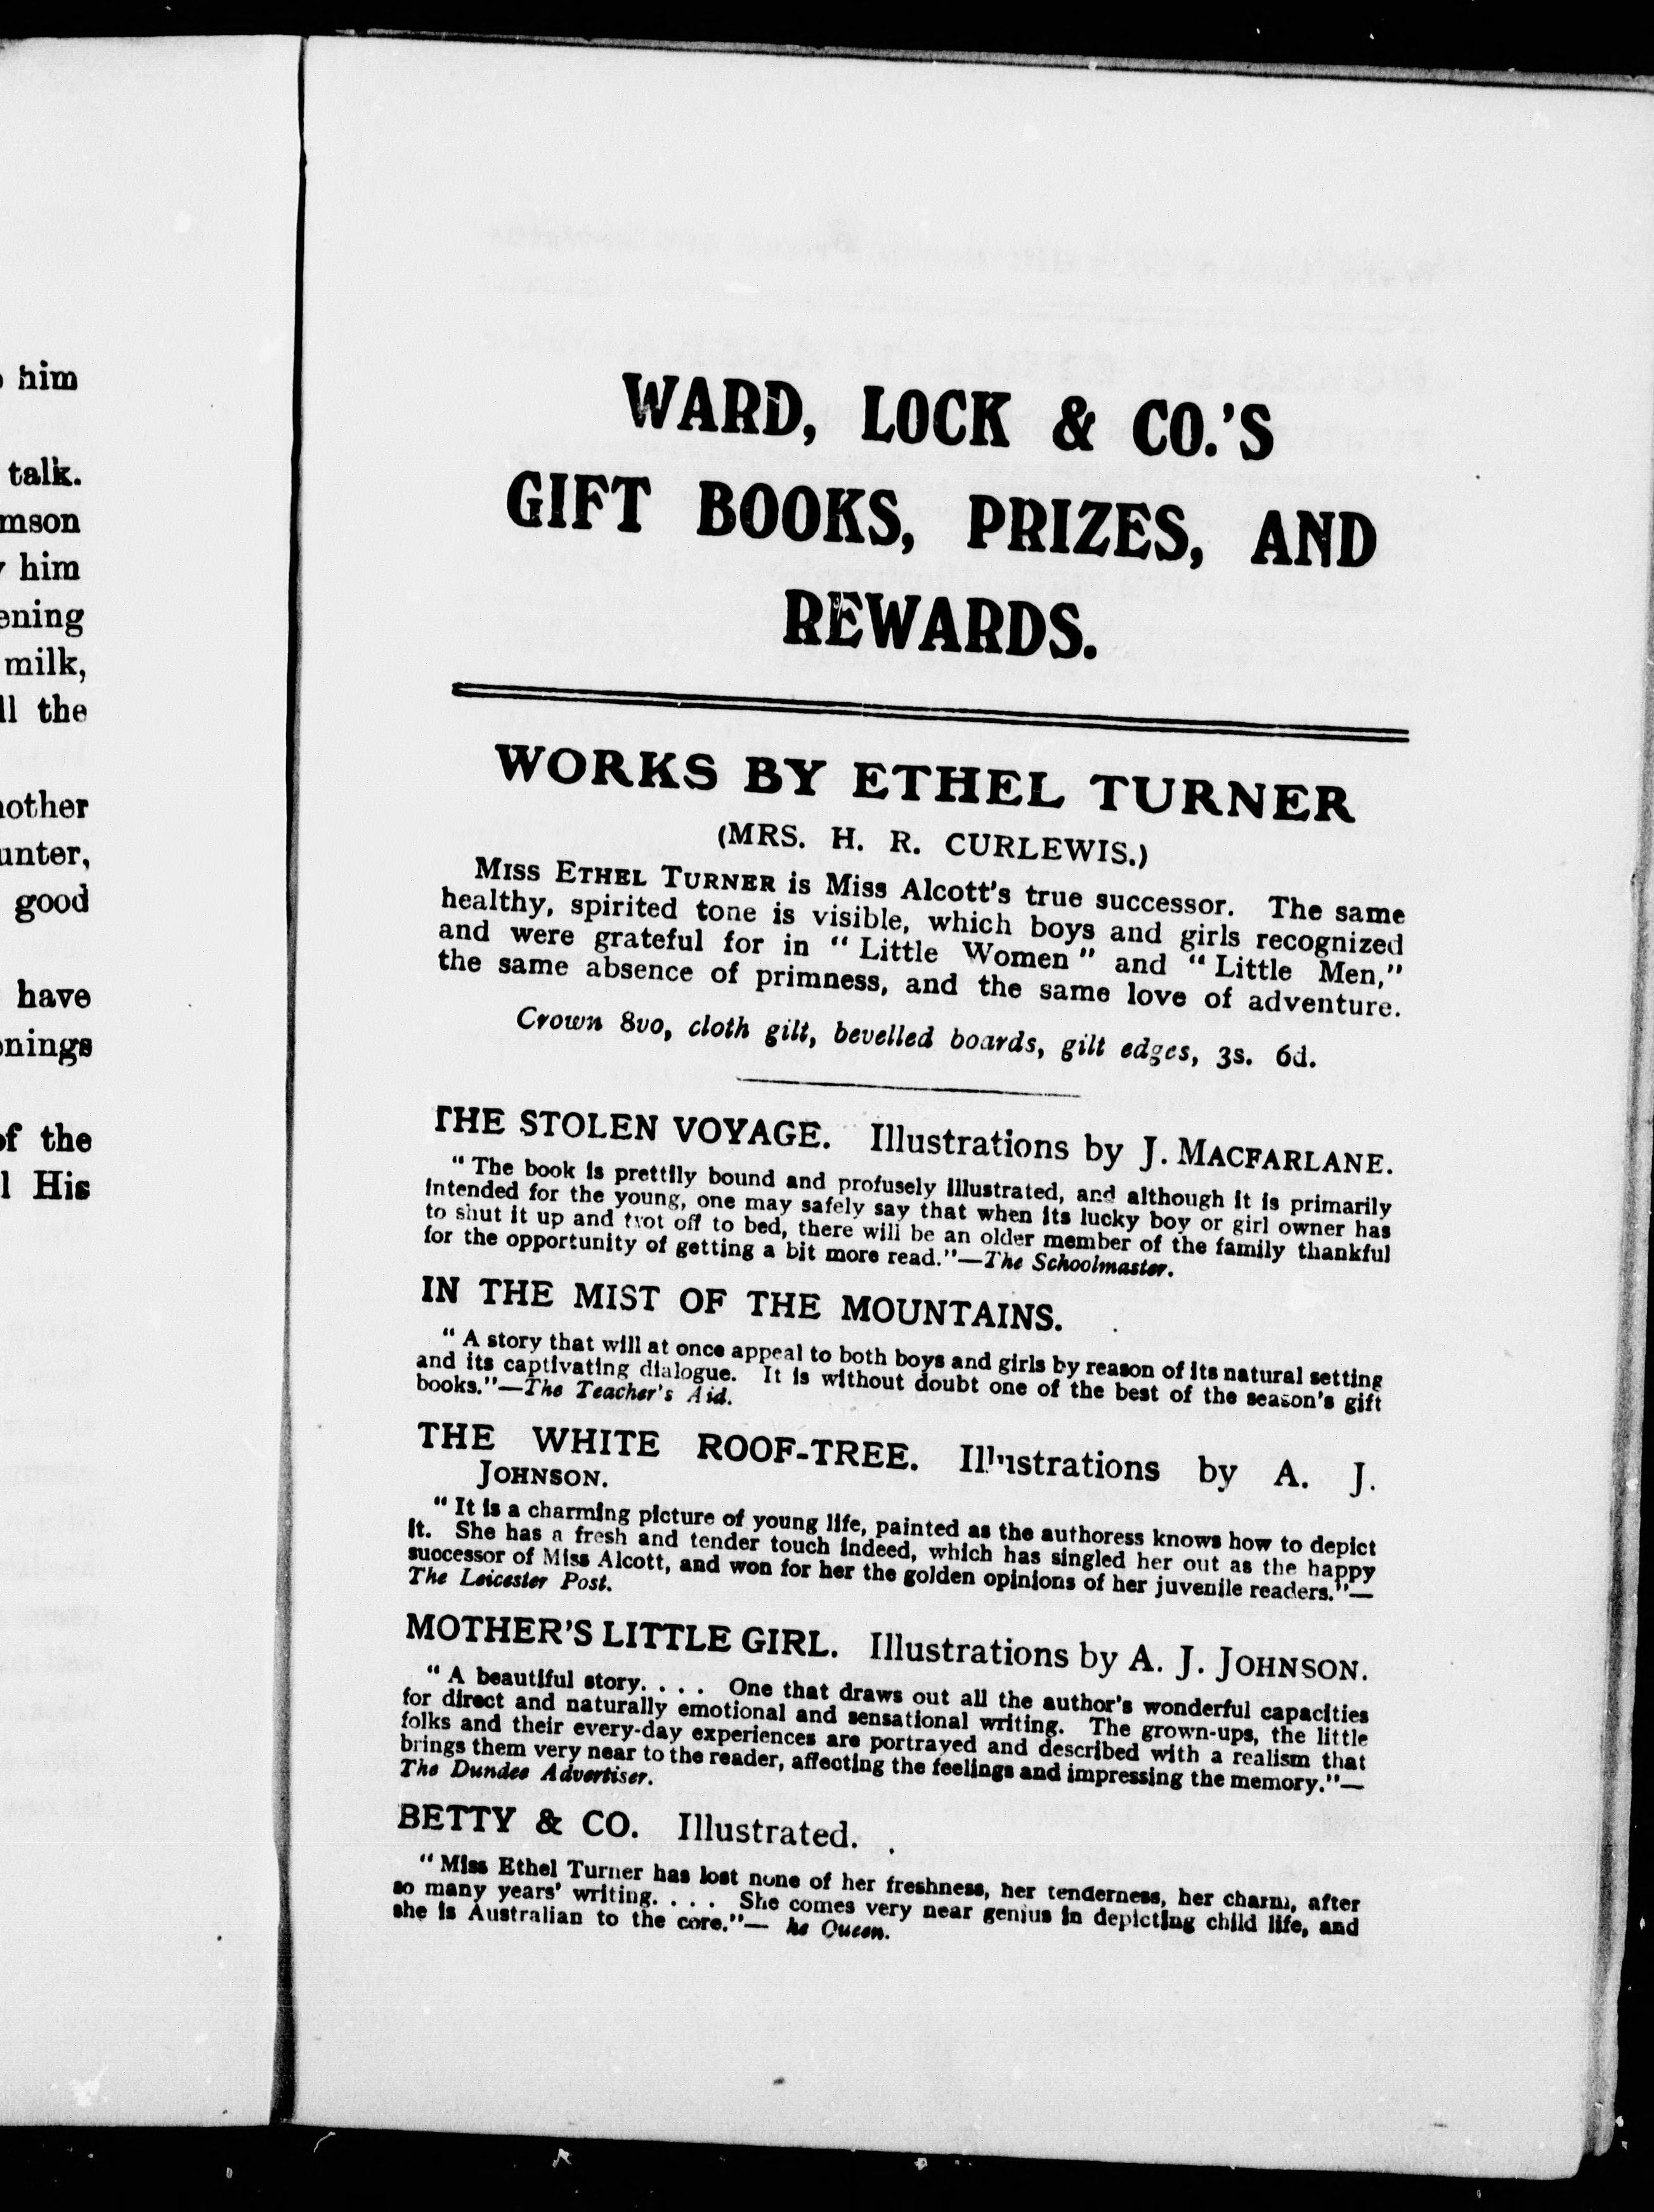 him
talk.
mson
him
ening
milk,
ll the
other
unter,
good
have
nings
of the
l His
WARD, LOCK & CO.'S
GIFT BOOKS, PRIZES, AND
REWARDS.
WORKS BY ETHEL TURNER
(MRS. H. R. CURLEWIS.)
MISS ETHEL TURNER is Miss Alcott's true successor. The same
healthy, spirited tone is visible, which boys and girls recognized
and were grateful for in "Little Women" and "Little Men,"
the same absence of primness, and the same love of adventure.
Crown 8vo, cloth gilt, bevelled boards, gilt edges, 3s. 6d.
THE STOLEN VOYAGE. Illustrations by J. MACFARLANE.
"The book is prettily bound and profusely illustrated, and although it is primarily
intended for the young, one may safely say that when its lucky boy or girl owner has
to shut it up and trot off to bed, there will be an older member of the family thankful
for the opportunity of getting a bit more read."—The Schoolmaster.
IN THE MIST OF THE MOUNTAINS.
"A story that will at once appeal to both boys and girls by reason of its natural setting
and its captivating dialogue. It is without doubt one of the best of the season's gift
books."—The Teacher's Aid.
THE WHITE ROOF-TREE. Illustrations by A. J.
JOHNSON.
"It is a charming picture of young life, painted as the authoress knows how to depict
it. She has a fresh and tender touch indeed, which has singled her out as the happy
successor of Miss Alcott, and won for her the golden opinions of her juvenile readers."—
The Leicester Post.
MOTHER'S LITTLE GIRL. Illustrations by A. J. JOHNSON.
"A beautiful story. . . . One that draws out all the author's wonderful capacities
for direct and naturally emotional and sensational writing. The grown-ups, the little
folks and their every-day experiences are portrayed and described with a realism that
brings them very near to the reader, affecting the feelings and impressing the memory."—
The Dundee Advertiser.
BETTY & CO. Illustrated.
"Miss Ethel Turner has lost none of her freshness, her tenderness, her charm, after
so many years' writing. . . . She comes very near genius in depicting child life, and
she is Australian to the core."— he Queen.